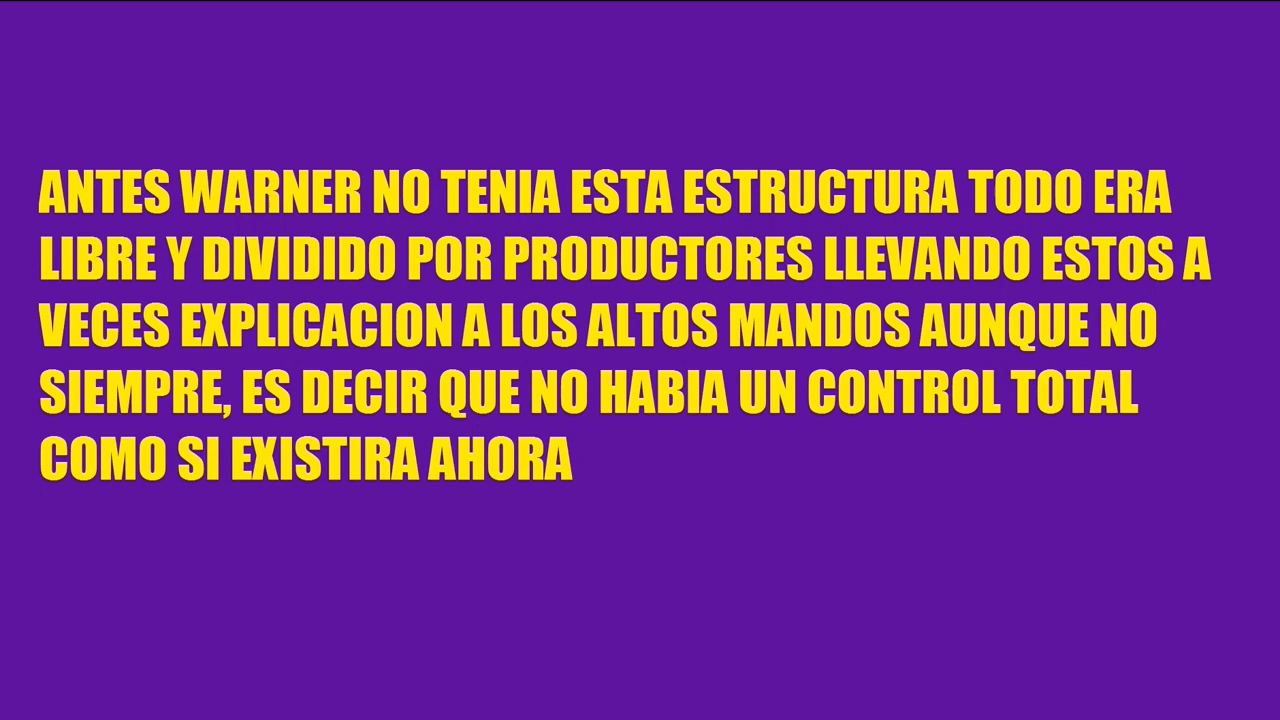 ANTES WARNER NO TENIA ESTA ESTRUCTURA TODO ERA
LIBRE Y DIVIDIDO POR PRODUCTORES LLEVANDO ESTOS A
VECES EXPLICACION A LOS ALTOS MANDOS AUNQUE NO
SIEMPRE, ES DECIR QUE NO HABIA UN CONTROL TOTAL
COMO SI EXISTIRA AHORA